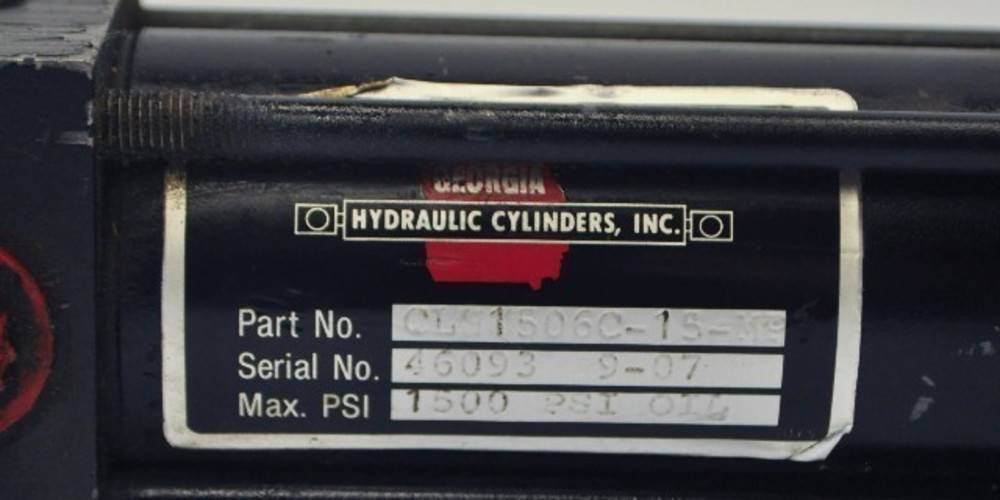 GEORGIA
HYDRAULIC CYLINDERS, INC.
Part No.
Serial No. 46093 9-07
Max. PSI 1500 PSI OIL